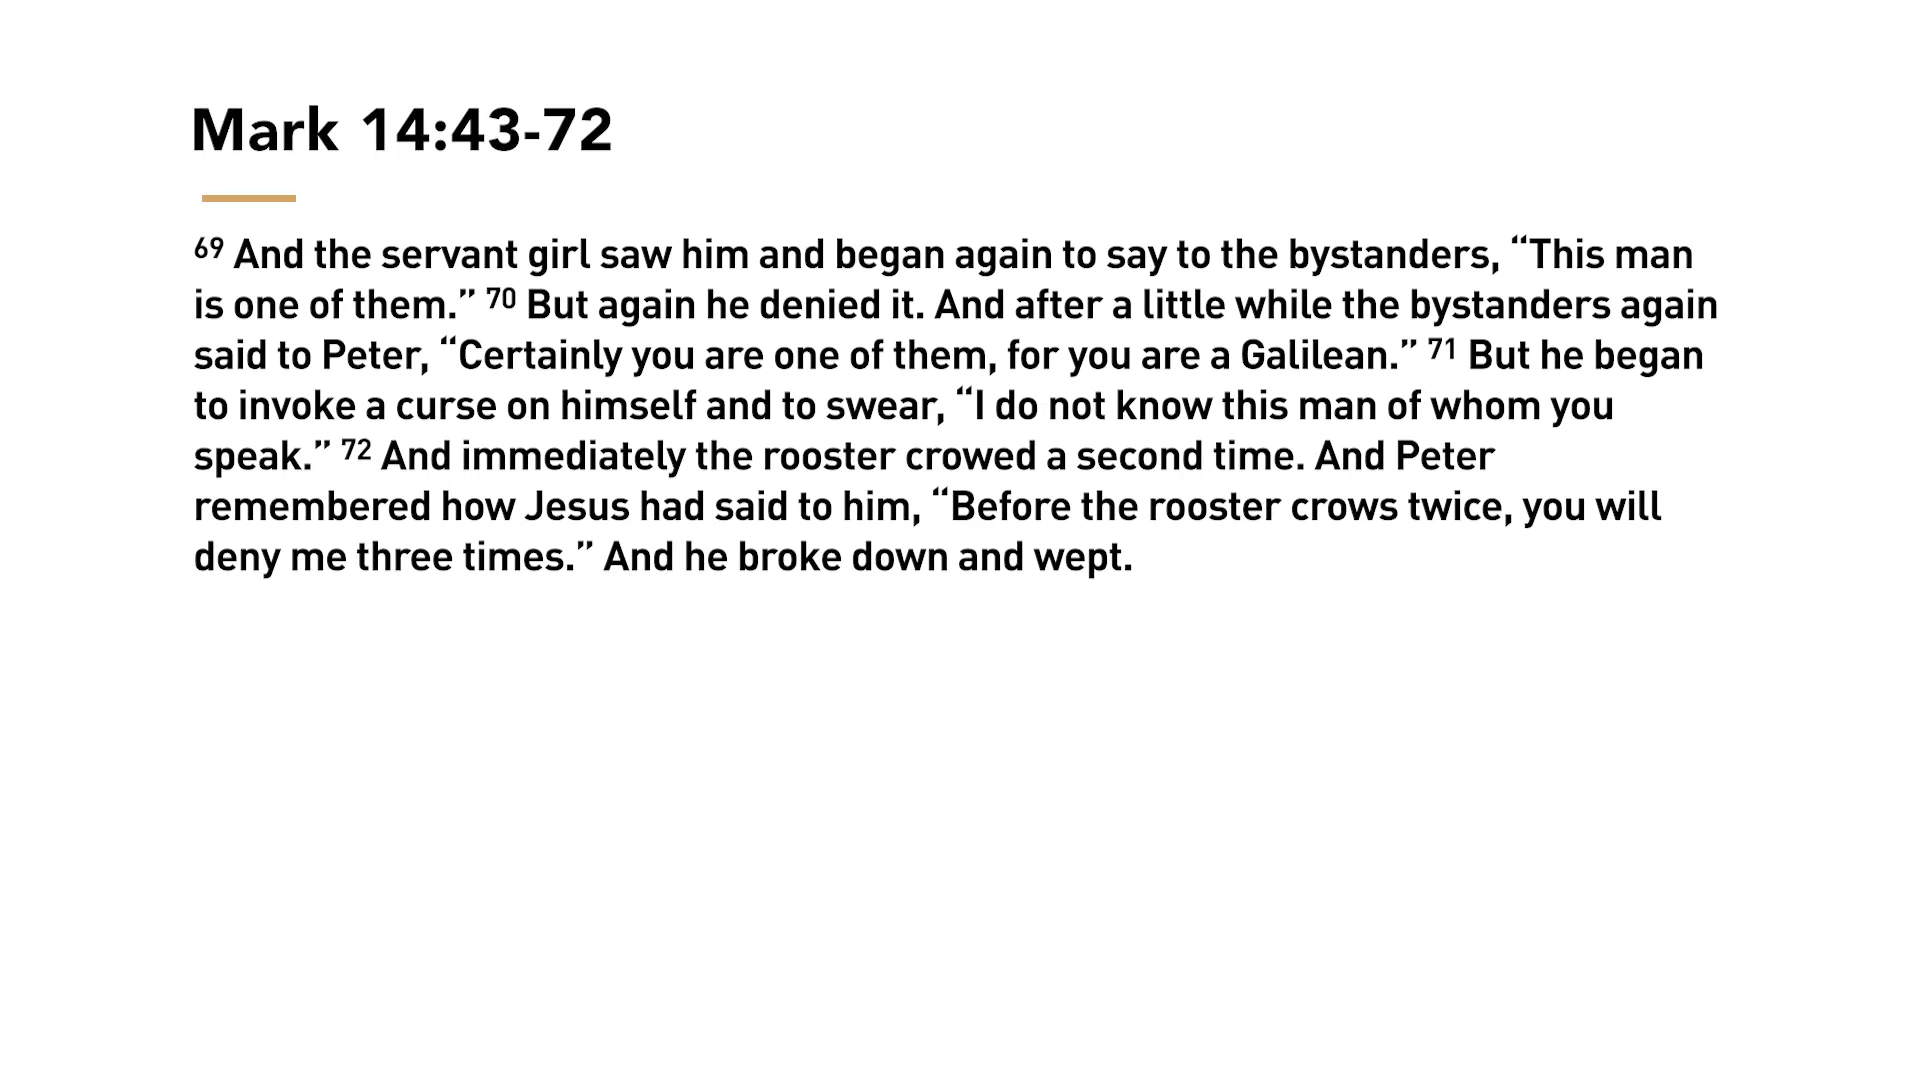 Mark 14:43-72
69 And the servant girl saw him and began again to say to the bystanders, “This man
is one of them.” 70 But again he denied it. And after a little while the bystanders again
said to Peter, “Certainly you are one of them, for you are a Galilean.” 71 But he began
to invoke a curse on himself and to swear, “I do not know this man of whom you
speak.” 72 And immediately the rooster crowed a second time. And Peter
remembered how Jesus had said to him, “Before the rooster crows twice, you will
deny me three times.” And he broke down and wept.